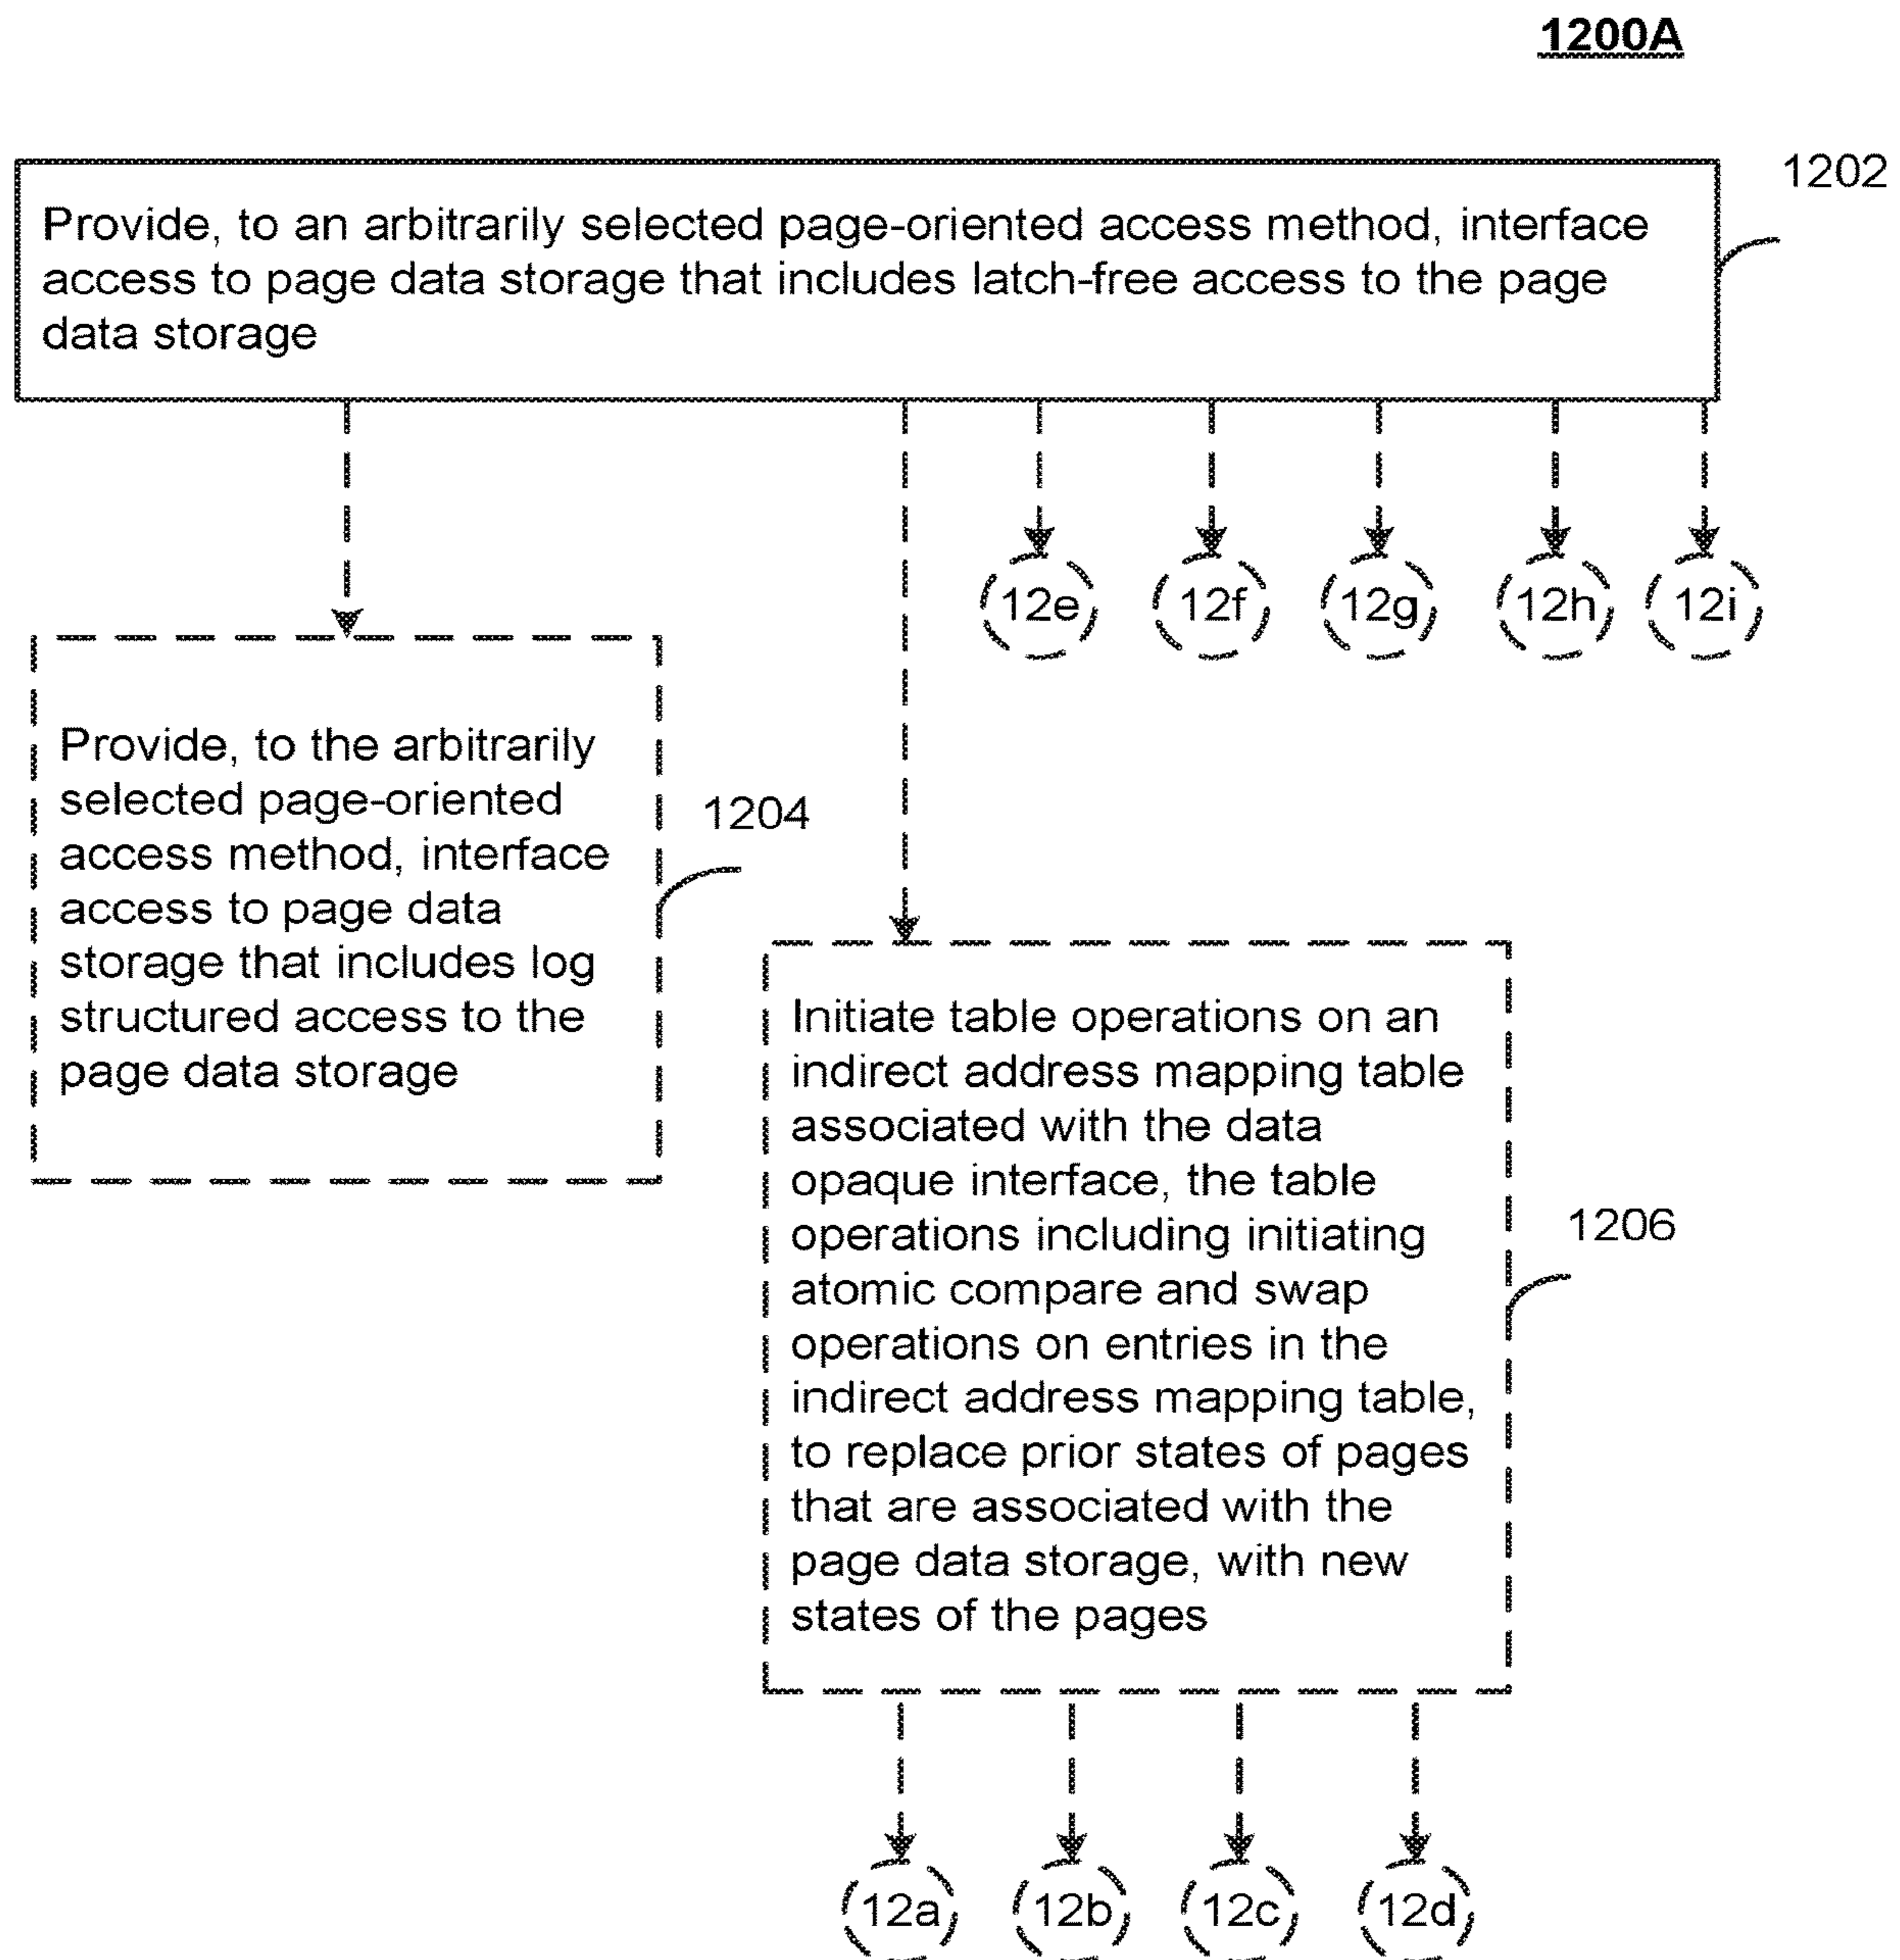 1200A
1202
Provide, to an arbitrarily selected page-oriented access method, interface
access to page data storage that includes latch-free access to the page
data storage
12e
12f
12g
12h
12i
Provide, to the arbitrarily
selected page-oriented
access method, interface
access to page data
storage that includes log
structured access to the
page data storage
1204
Initiate table operations on an
indirect address mapping table
associated with the data
opaque interface, the table
operations including initiating
atomic compare and swap
operations on entries in the
indirect address mapping table,
to replace prior states of pages
that are associated with the
page data storage, with new
states of the pages
1206
12a
12b
12c
12d